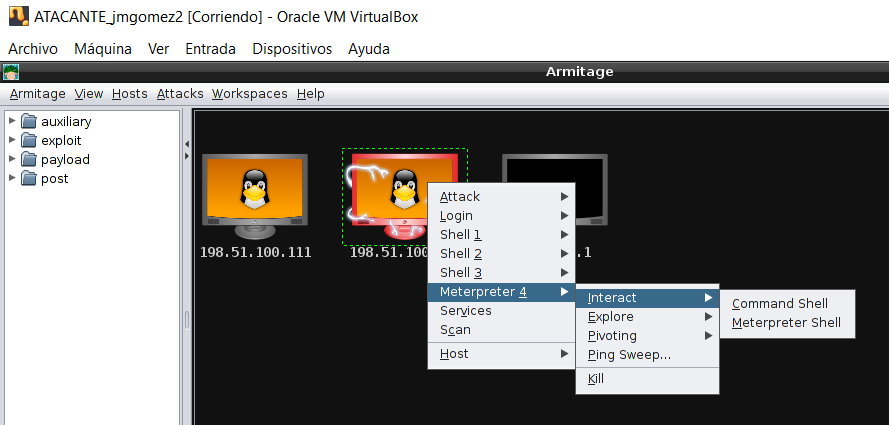 ATACANTE_jmgomez2 [Corriendo] - Oracle VM VirtualBox
Archivo Máquina Ver Entrada Dispositivos Ayuda
Armitage
Armitage View Hosts Attacks Workspaces Help
auxiliary
exploit
payload
post
198.51.100.111
198.51.100
.1
Attack
Login
Shell 1
Shell 2
Shell 3
Meterpreter 4
Services
Scan
Host
Interact
Explore
Pivoting
Ping Sweep...
Kill
Command Shell
Meterpreter Shell